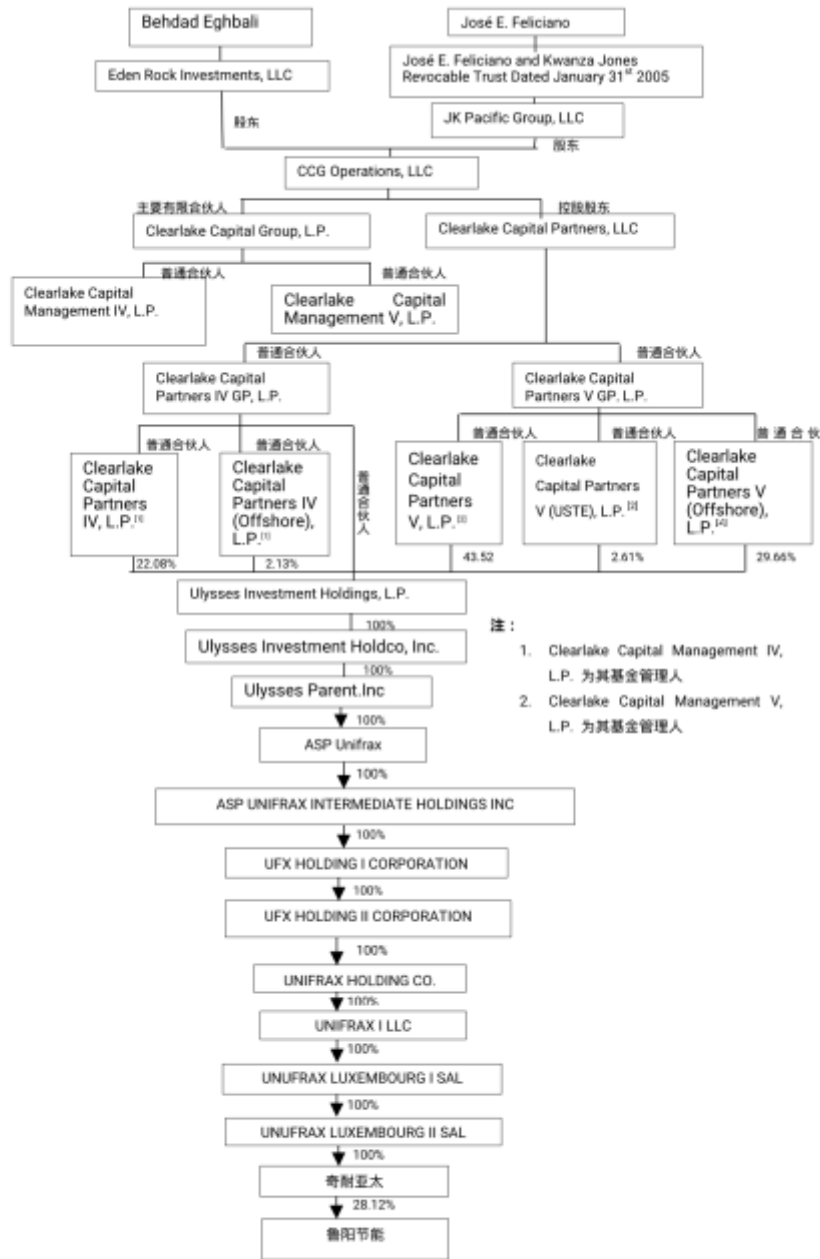 Behdad Eghbali
José E. Feliciano
Eden Rock Investments, LLC
José E. Feliciano and Kwanza Jones
Revocable Trust Dated January 31st 2005
JK Pacific Group, LLC
股东
股东
CCG Operations, LLC
主要有限合伙人
控股股东
Clearlake Capital Group, L.P.
Clearlake Capital Partners, LLC
普通合伙人
普通合伙人
Clearlake Capital
Management IV, L.P.
Clearlake Capital
Management V, L.P.
普通合伙人
普通合伙人
Clearlake Capital
Partners IV GP, L.P.
Clearlake Capital
Partners V GP. L.P.
普通合伙人
普通合伙人
普通合伙人
普通合伙人
普通合伙人
普通合伙
Clearlake
Capital
Partners
IV, L.P.[1]
Clearlake
Capital
Partners IV
(Offshore),
L.P.[1]
Clearlake
Capital
Partners
V, L.P.
Clearlake
Capital Partners
V (USTE), L.P. [2]
Clearlake
Capital
Partners V
(Offshore),
L.P.
22.08%
2.13%
43.52
2.61%
29.66%
Ulysses Investment Holdings, L.P.
100%
Ulysses Investment Holdco, Inc.
100%
Ulysses Parent.Inc
100%
ASP Unifrax
100%
ASP UNIFRAX INTERMEDIATE HOLDINGS INC
100%
UFX HOLDING I CORPORATION
100%
UFX HOLDING II CORPORATION
100%
UNIFRAX HOLDING CO.
100%
UNIFRAX I LLC
100%
UNUFRAX LUXEMBOURG I SAL
100%
UNUFRAX LUXEMBOURG II SAL
100%
奇耐亚太
28.12%
鲁阳节能
注：
1. Clearlake Capital Management IV,
L.P. 为其基金管理人
2. Clearlake Capital Management V,
L.P. 为其基金管理人